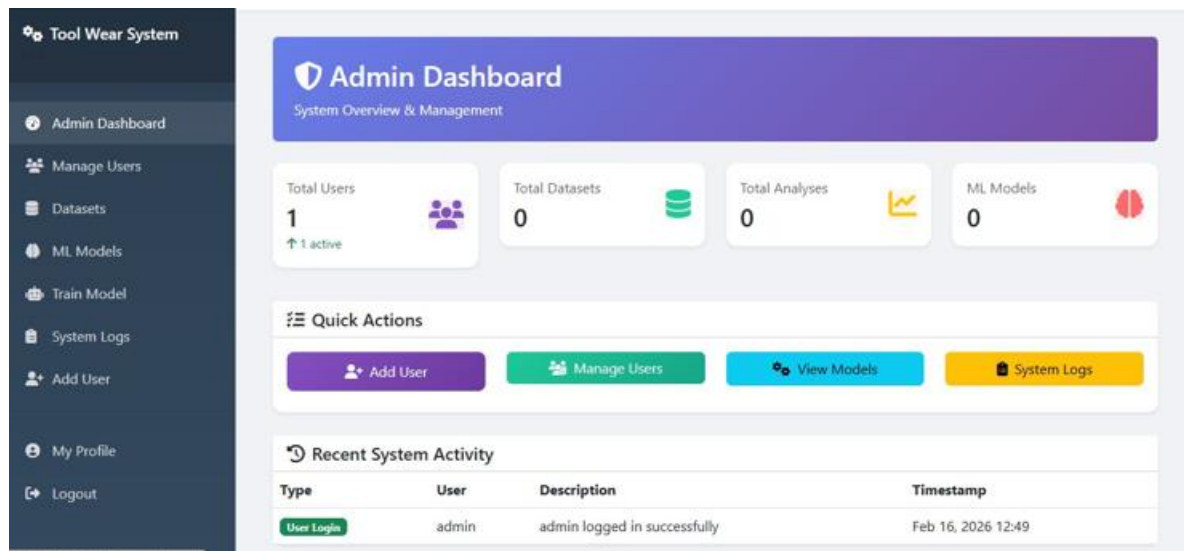 Tool Wear System
Admin Dashboard
Manage Users
Datasets
ML Models
Train Model
System Logs
Add User
My Profile
Logout
Admin Dashboard
System Overview & Management
Total Users
1
1 active
Total Datasets
0
Total Analyses
0
ML Models
0
Quick Actions
Add User
Manage Users
View Models
System Logs
Recent System Activity
Type User Description Timestamp
User Login admin admin logged in successfully Feb 16, 2026 12:49